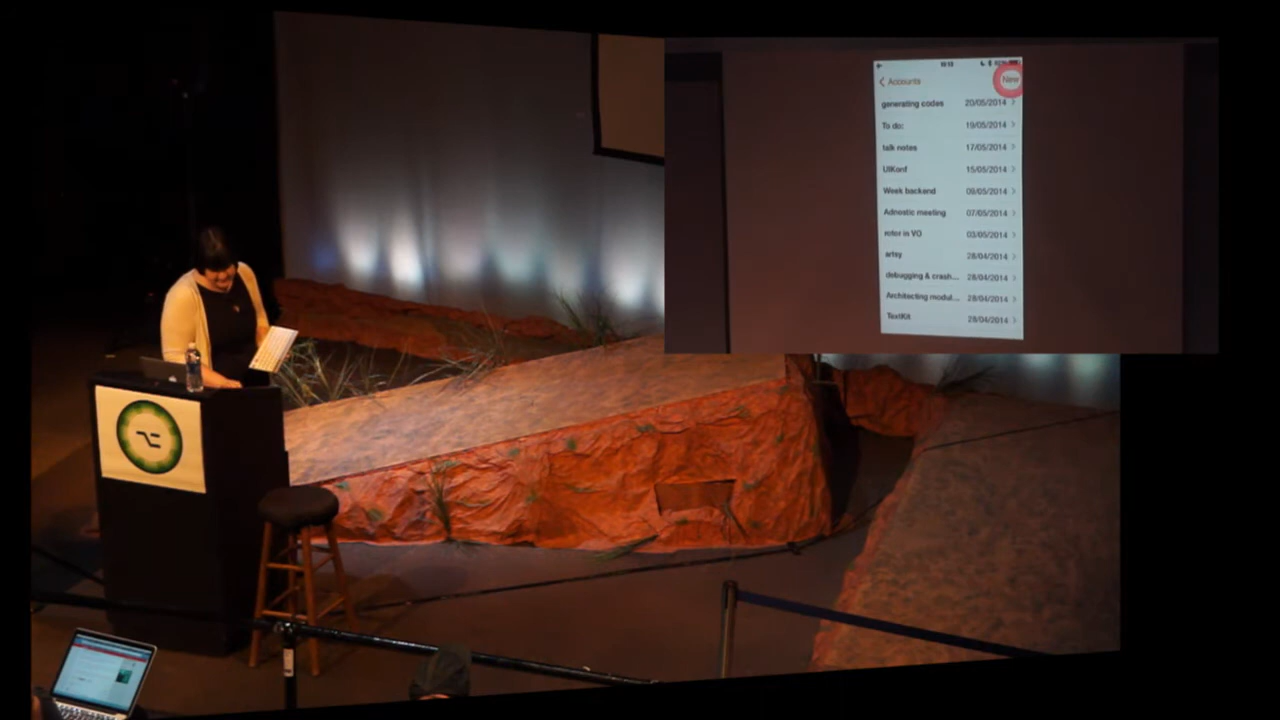 19:13
Accounts
New
generating codes 20/05/2014
To do: 19/05/2014
talk notes 17/05/2014
UIKonf 15/05/2014
Week backend 09/05/2014
Adnostic meeting 07/05/2014
rotor in VO 03/05/2014
artsy 28/04/2014
debugging & crash... 28/04/2014
Architecting modul... 28/04/2014
TextKit 28/04/2014